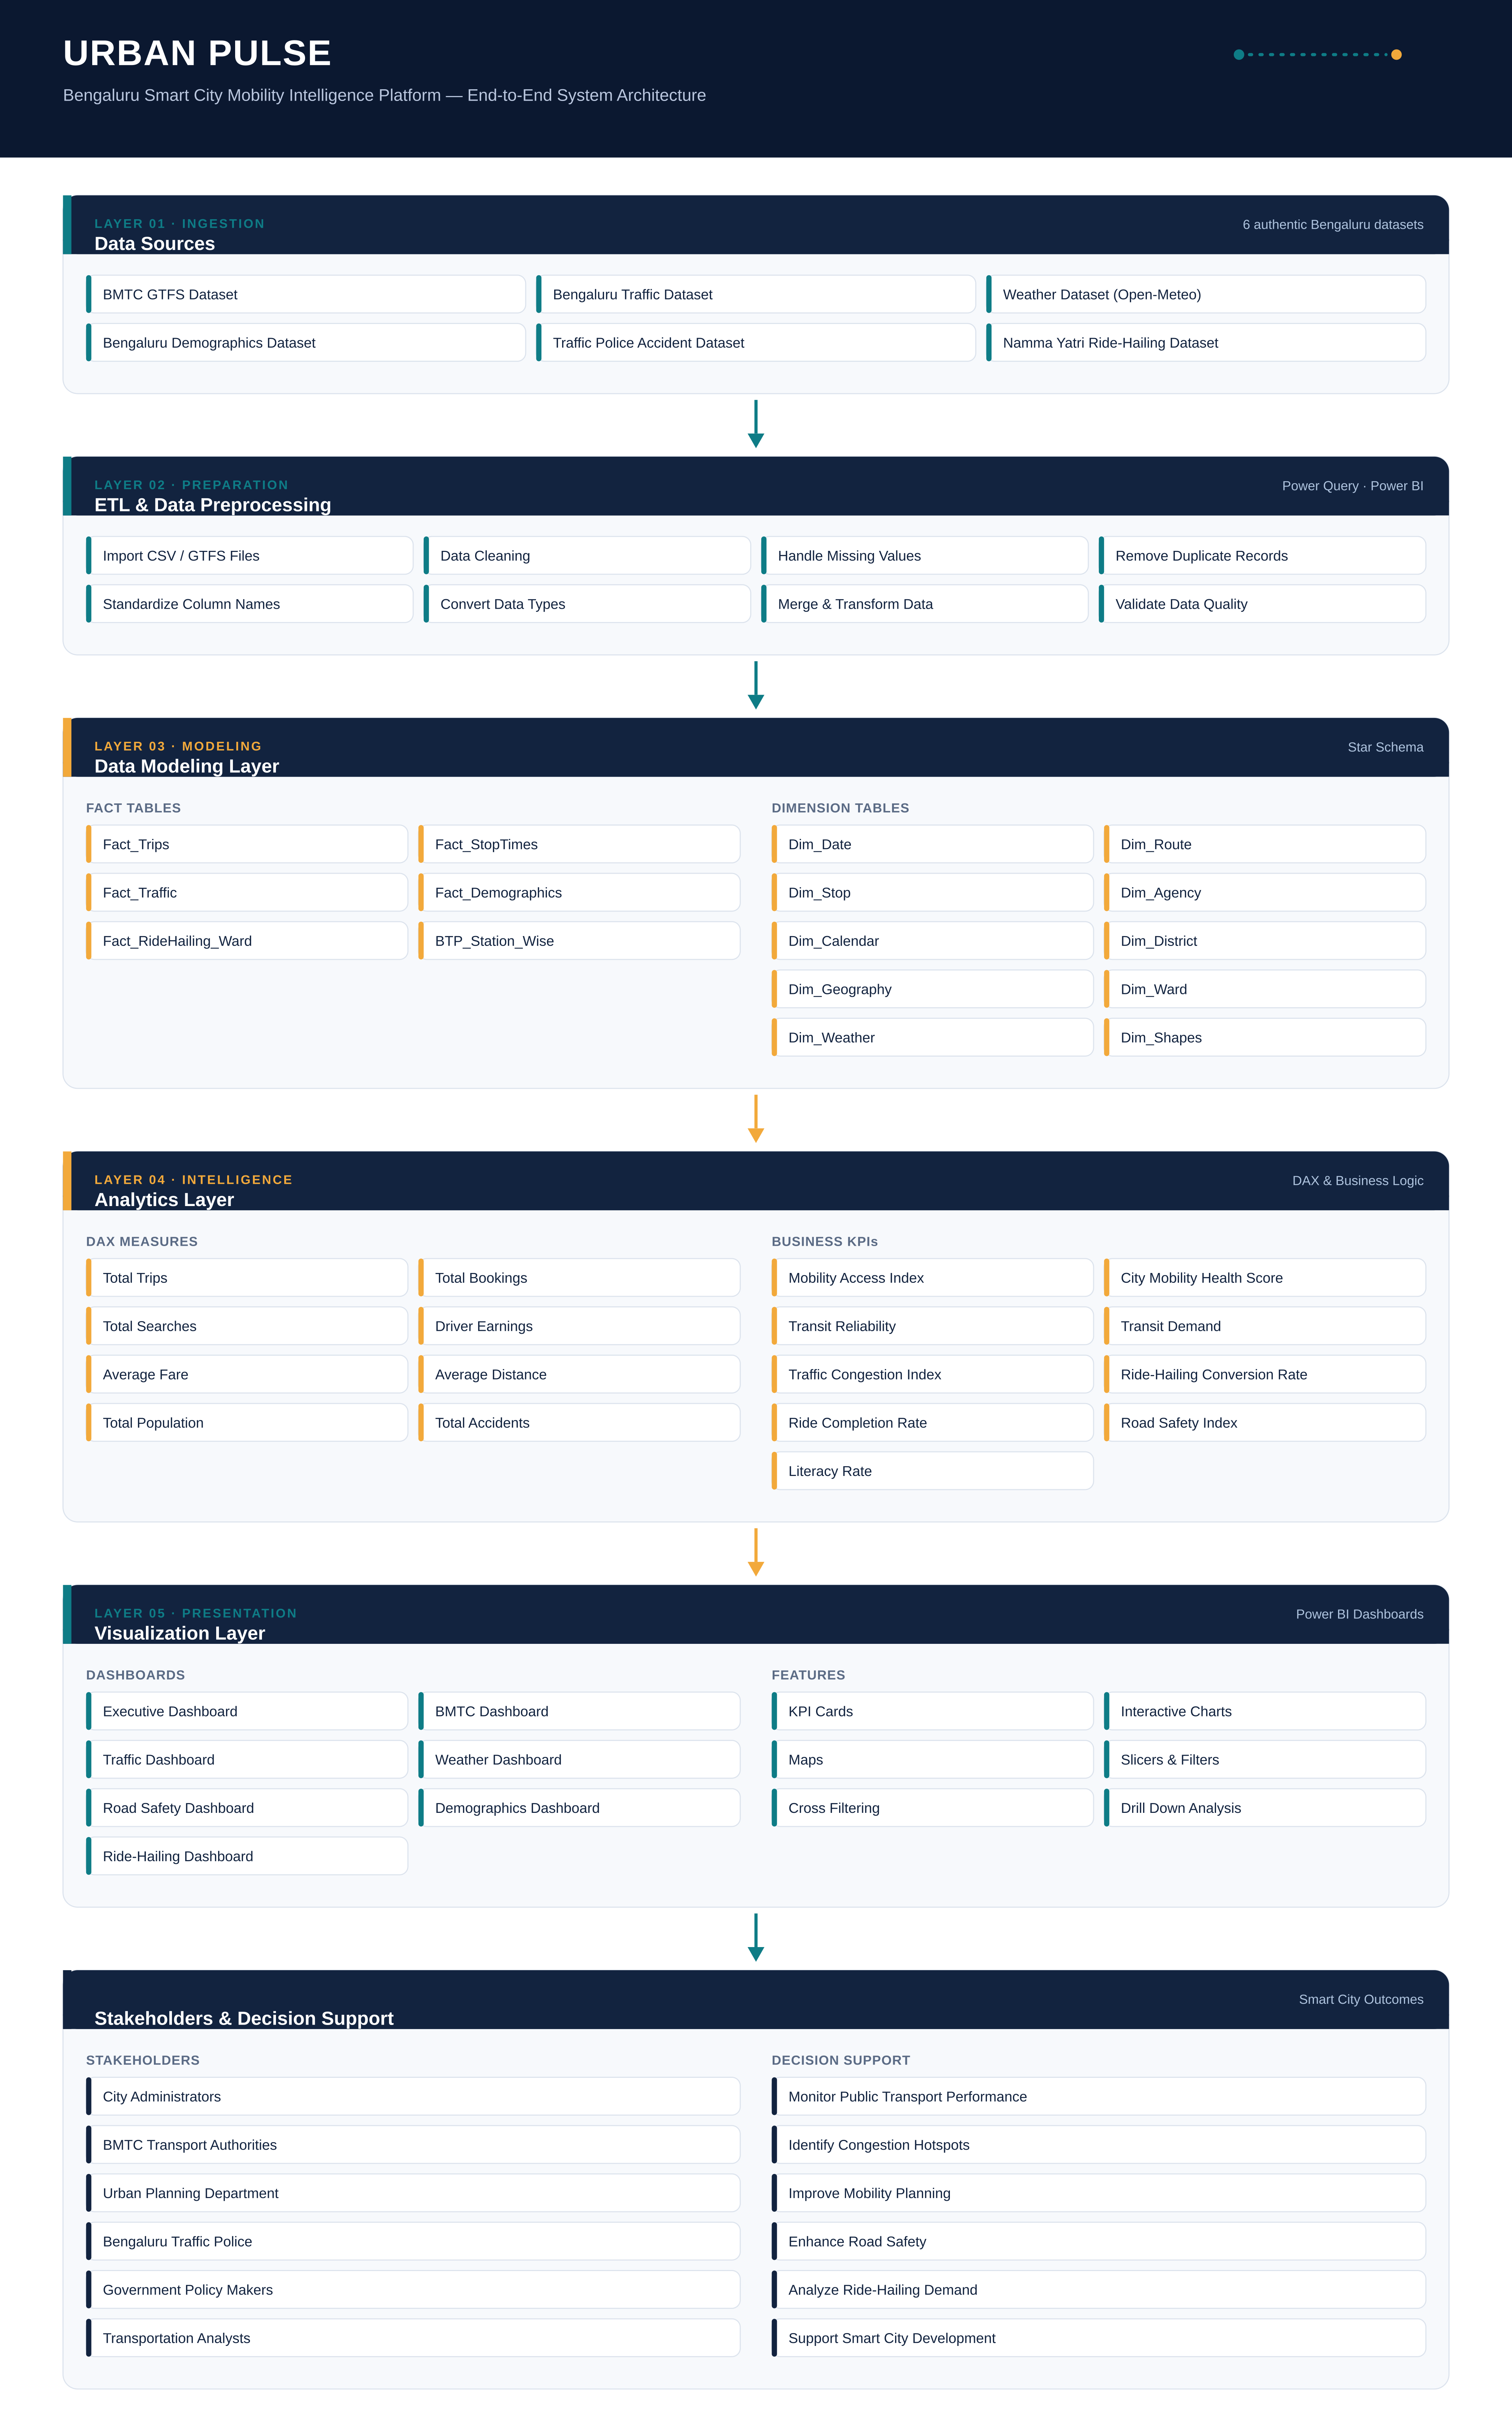 URBAN PULSE
Bengaluru Smart City Mobility Intelligence Platform — End-to-End System Architecture
LAYER 01 · INGESTION
Data Sources
6 authentic Bengaluru datasets
BMTC GTFS Dataset
Bengaluru Traffic Dataset
Weather Dataset (Open-Meteo)
Bengaluru Demographics Dataset
Traffic Police Accident Dataset
Namma Yatri Ride-Hailing Dataset
LAYER 02 · PREPARATION
ETL & Data Preprocessing
Power Query · Power BI
Import CSV / GTFS Files
Data Cleaning
Handle Missing Values
Remove Duplicate Records
Standardize Column Names
Convert Data Types
Merge & Transform Data
Validate Data Quality
LAYER 03 · MODELING
Data Modeling Layer
Star Schema
FACT TABLES
Fact_Trips
Fact_StopTimes
Fact_Traffic
Fact_Demographics
Fact_RideHailing_Ward
BTP_Station_Wise
DIMENSION TABLES
Dim_Date
Dim_Route
Dim_Stop
Dim_Agency
Dim_Calendar
Dim_District
Dim_Geography
Dim_Ward
Dim_Weather
Dim_Shapes
LAYER 04 · INTELLIGENCE
Analytics Layer
DAX & Business Logic
DAX MEASURES
Total Trips
Total Bookings
Total Searches
Driver Earnings
Average Fare
Average Distance
Total Population
Total Accidents
BUSINESS KPIs
Mobility Access Index
City Mobility Health Score
Transit Reliability
Transit Demand
Traffic Congestion Index
Ride-Hailing Conversion Rate
Ride Completion Rate
Road Safety Index
Literacy Rate
LAYER 05 · PRESENTATION
Visualization Layer
Power BI Dashboards
DASHBOARDS
Executive Dashboard
BMTC Dashboard
Traffic Dashboard
Weather Dashboard
Road Safety Dashboard
Demographics Dashboard
Ride-Hailing Dashboard
FEATURES
KPI Cards
Interactive Charts
Maps
Slicers & Filters
Cross Filtering
Drill Down Analysis
Stakeholders & Decision Support
Smart City Outcomes
STAKEHOLDERS
City Administrators
BMTC Transport Authorities
Urban Planning Department
Bengaluru Traffic Police
Government Policy Makers
Transportation Analysts
DECISION SUPPORT
Monitor Public Transport Performance
Identify Congestion Hotspots
Improve Mobility Planning
Enhance Road Safety
Analyze Ride-Hailing Demand
Support Smart City Development